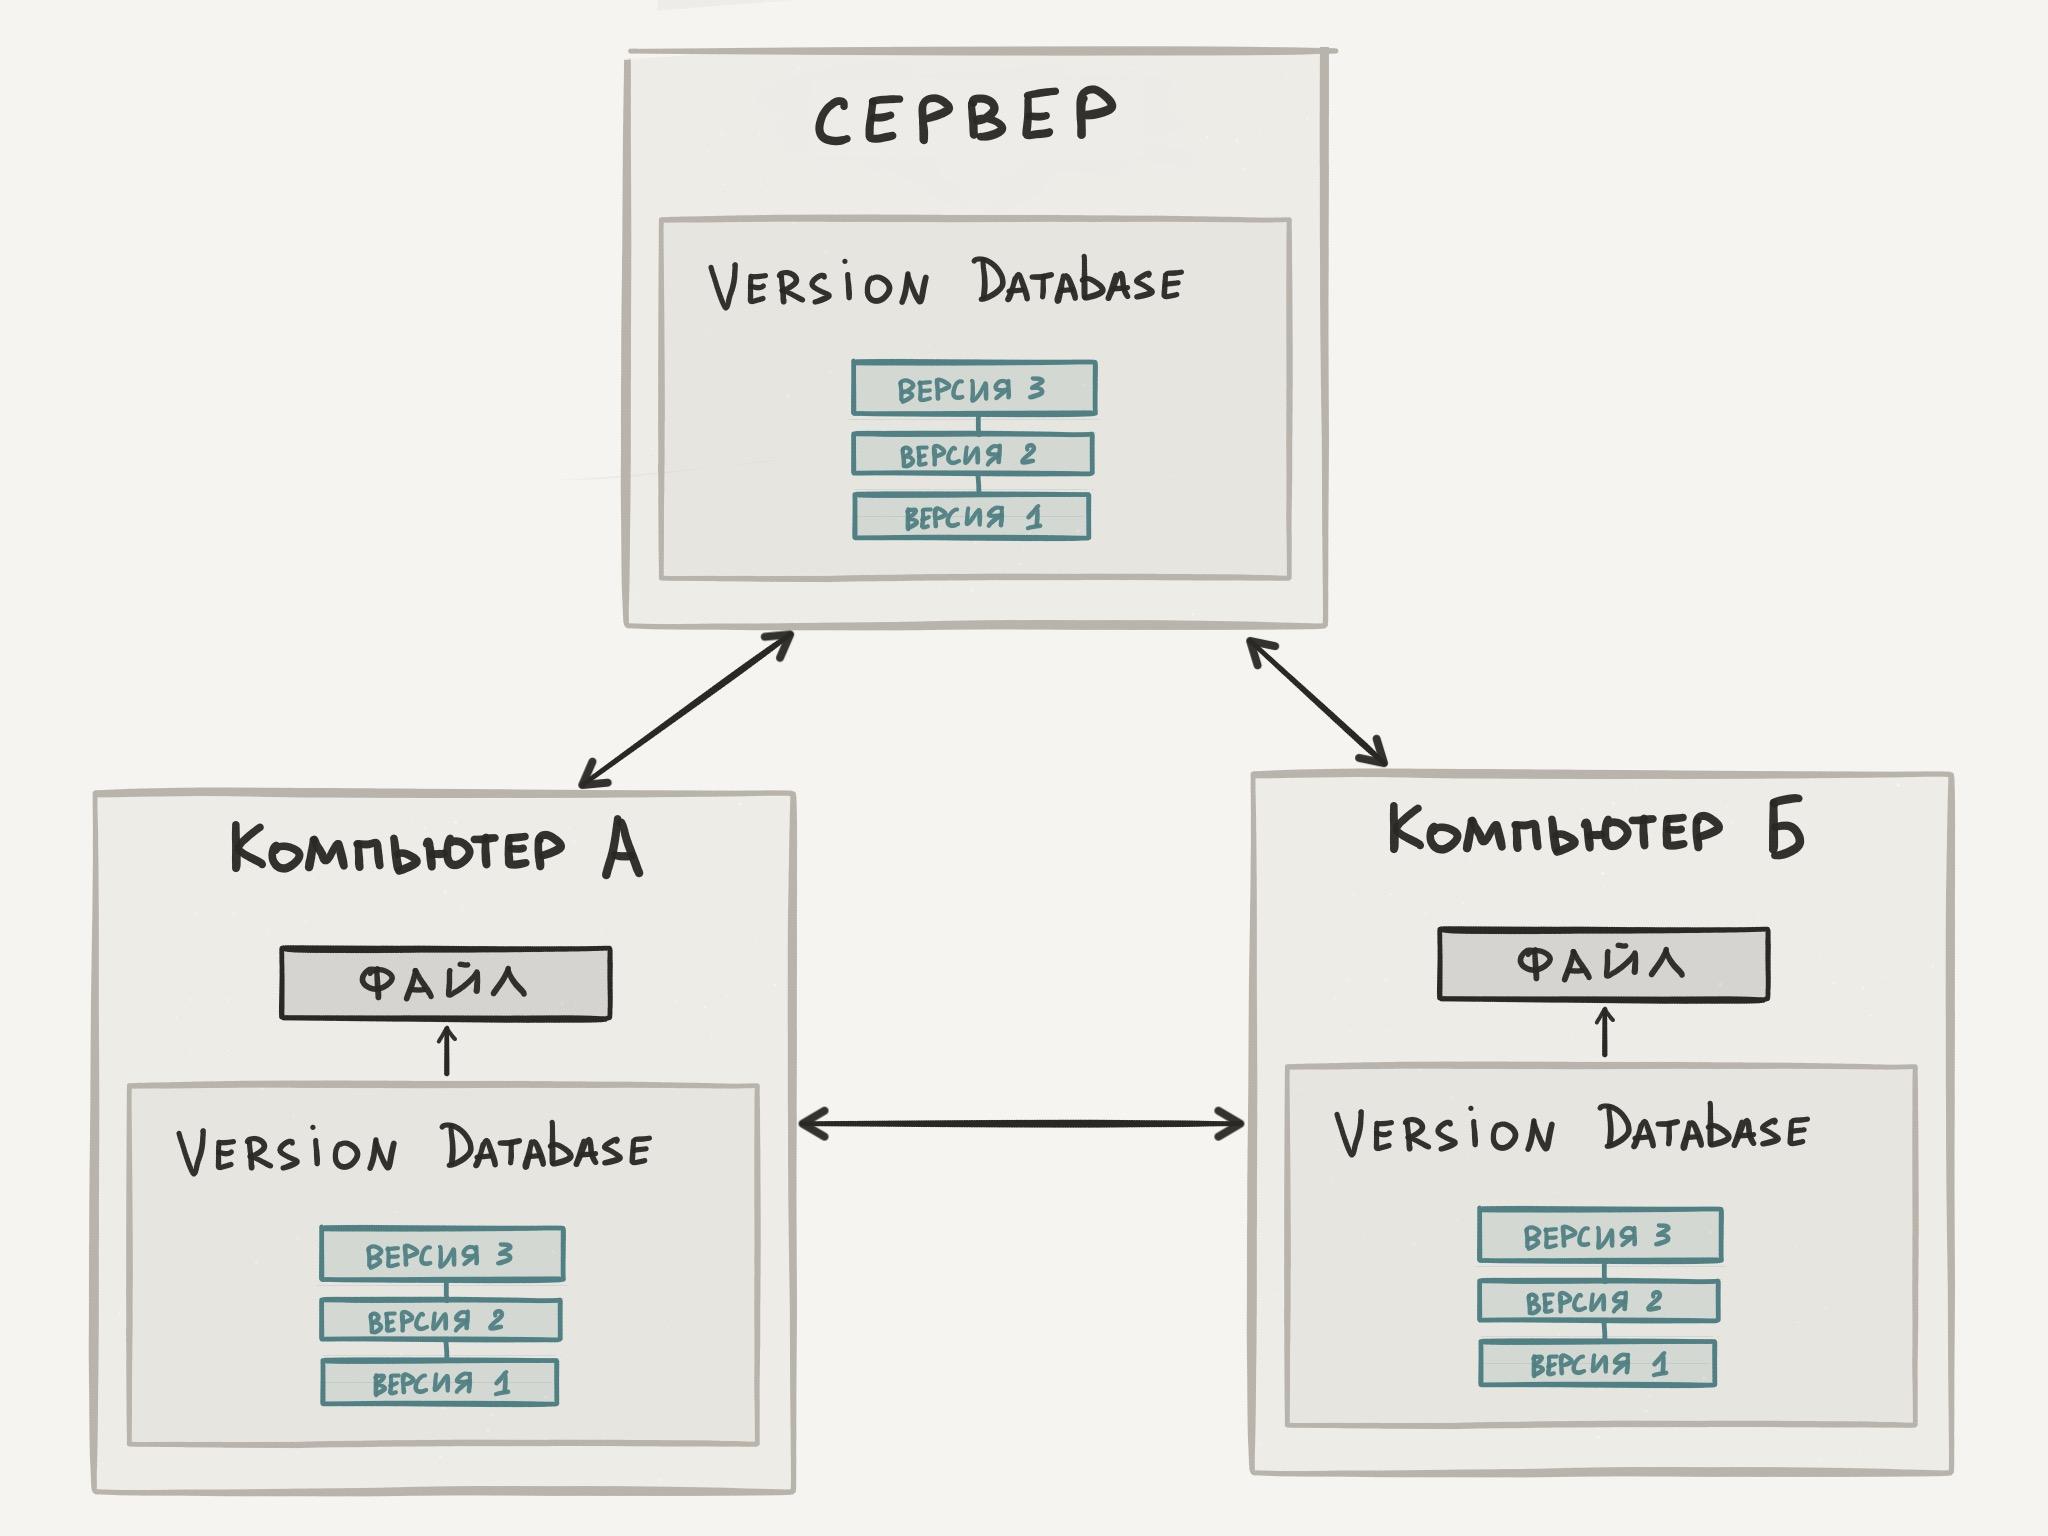 СЕРВЕР
VERSION DATABASE
ВЕРСИЯ 3
ВЕРСИЯ 2
ВЕРСИЯ 1
КОМПЬЮТЕР А
ФАЙЛ
VERSION DATABASE
ВЕРСИЯ 3
ВЕРСИЯ 2
ВЕРСИЯ 1
КОМПЬЮТЕР Б
ФАЙЛ
VERSION DATABASE
ВЕРСИЯ 3
ВЕРСИЯ 2
ВЕРСИЯ 1